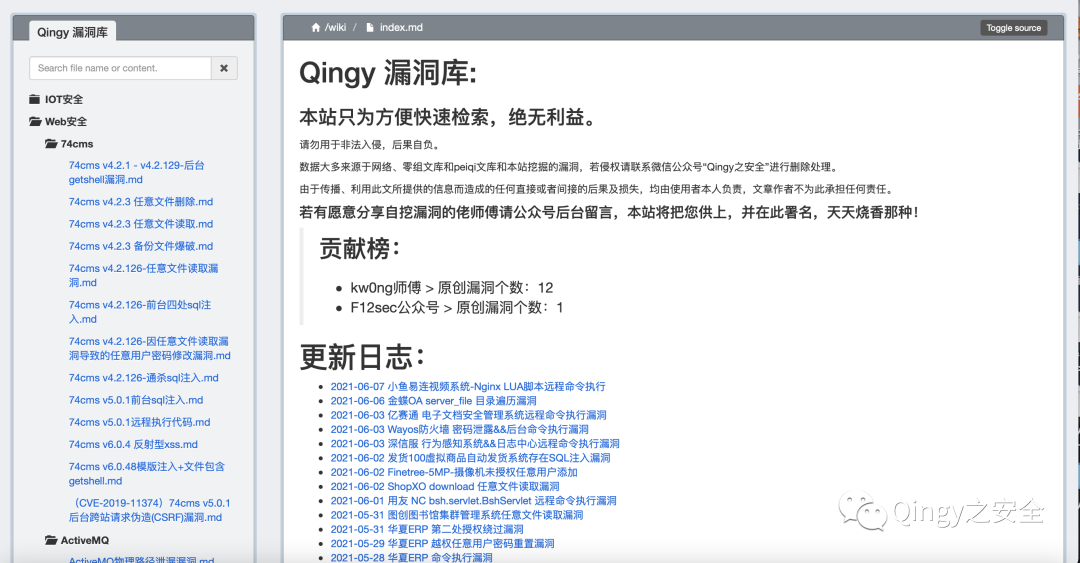 Qingy 漏洞库
Search file name or content.
IOT安全
Web安全
74cms
74cms v4.2.1 - v4.2.129-后台
getshell漏洞.md
74cms v4.2.3 任意文件删除.md
74cms v4.2.3 任意文件读取.md
74cms v4.2.3 备份文件爆破.md
74cms v4.2.126-任意文件读取漏
洞.md
74cms v4.2.126-前台四处sql注
入.md
74cms v4.2.126-因任意文件读取漏
洞导致的任意用户密码修改漏洞.md
74cms v4.2.126-通杀sql注入.md
74cms v5.0.1前台sql注入.md
74cms v5.0.1远程执行代码.md
74cms v6.0.4 反射型xss.md
74cms v6.0.48模版注入+文件包含
getshell.md
（CVE-2019-11374）74cms v5.0.1
后台跨站请求伪造(CSRF)漏洞.md
ActiveMQ
ActiveMQ物理路径泄漏漏洞.md
/wiki / index.md
Toggle source
Qingy 漏洞库:
本站只为方便快速检索，绝无利益。
请勿用于非法入侵，后果自负。
数据大多来源于网络、零组文库和peiqi文库和本站挖掘的漏洞，若侵权请联系微信公众号“Qingy之安全”进行删除处理。
由于传播、利用此文所提供的信息而造成的任何直接或者间接的后果及损失，均由使用者本人负责，文章作者不为此承担任何责任。
若有愿意分享自挖漏洞的佬师傅请公众号后台留言，本站将把您供上，并在此署名，天天烧香那种！
贡献榜：
kw0ng师傅 > 原创漏洞个数：12
F12sec公众号 > 原创漏洞个数：1
更新日志：
2021-06-07 小鱼易连视频系统-Nginx LUA脚本远程命令执行
2021-06-06 金蝶OA server_file 目录遍历漏洞
2021-06-03 亿赛通 电子文档安全管理系统远程命令执行漏洞
2021-06-03 Wayos防火墙 密码泄露&&后台命令执行漏洞
2021-06-03 深信服 行为感知系统&&日志中心远程命令执行漏洞
2021-06-02 发货100虚拟商品自动发货系统存在SQL注入漏洞
2021-06-02 Finetree-5MP-摄像机未授权任意用户添加
2021-06-02 ShopXO download 任意文件读取漏洞
2021-06-01 用友 NC bsh.servlet.BshServlet 远程命令执行漏洞
2021-05-31 图创图书馆集群管理系统任意文件读取漏洞
2021-05-31 华夏ERP 第二处授权绕过漏洞
2021-05-29 华夏ERP 越权任意用户密码重置漏洞
2021-05-28 华夏ERP 命令执行漏洞
Qingy之安全